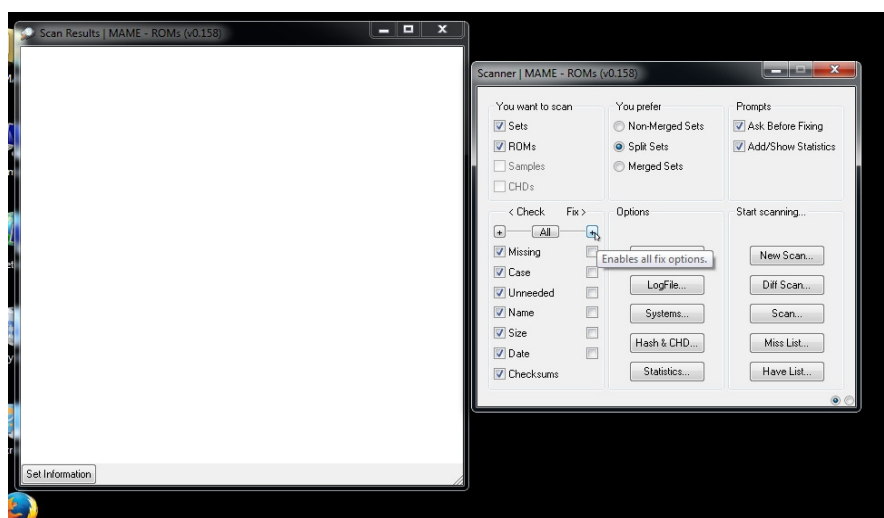 Scan Results | MAME - ROMs (v0.158)
Set Information
Scanner | MAME - ROMs (v0.158)
You want to scan
Sets
ROMs
Samples
CHDs
You prefer
Non-Merged Sets
Split Sets
Merged Sets
Prompts
Ask Before Fixing
Add/Show Statistics
< Check Fix >
+ All +
Missing
Case
Unneeded
Name
Size
Date
Checksums
Options
Enables all fix options.
LogFile...
Systems...
Hash & CHD...
Statistics...
Start scanning...
New Scan...
Diff Scan...
Scan...
Miss List...
Have List...